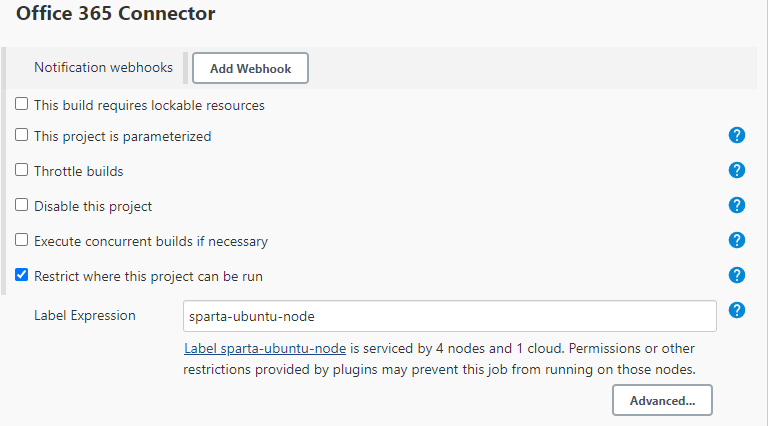 Office 365 Connector
Notification webhooks Add Webhook
This build requires lockable resources
This project is parameterized ?
Throttle builds ?
Disable this project ?
Execute concurrent builds if necessary ?
Restrict where this project can be run ?
Label Expression sparta-ubuntu-node ?
Label sparta-ubuntu-node is serviced by 4 nodes and 1 cloud. Permissions or other
restrictions provided by plugins may prevent this job from running on those nodes.
Advanced...